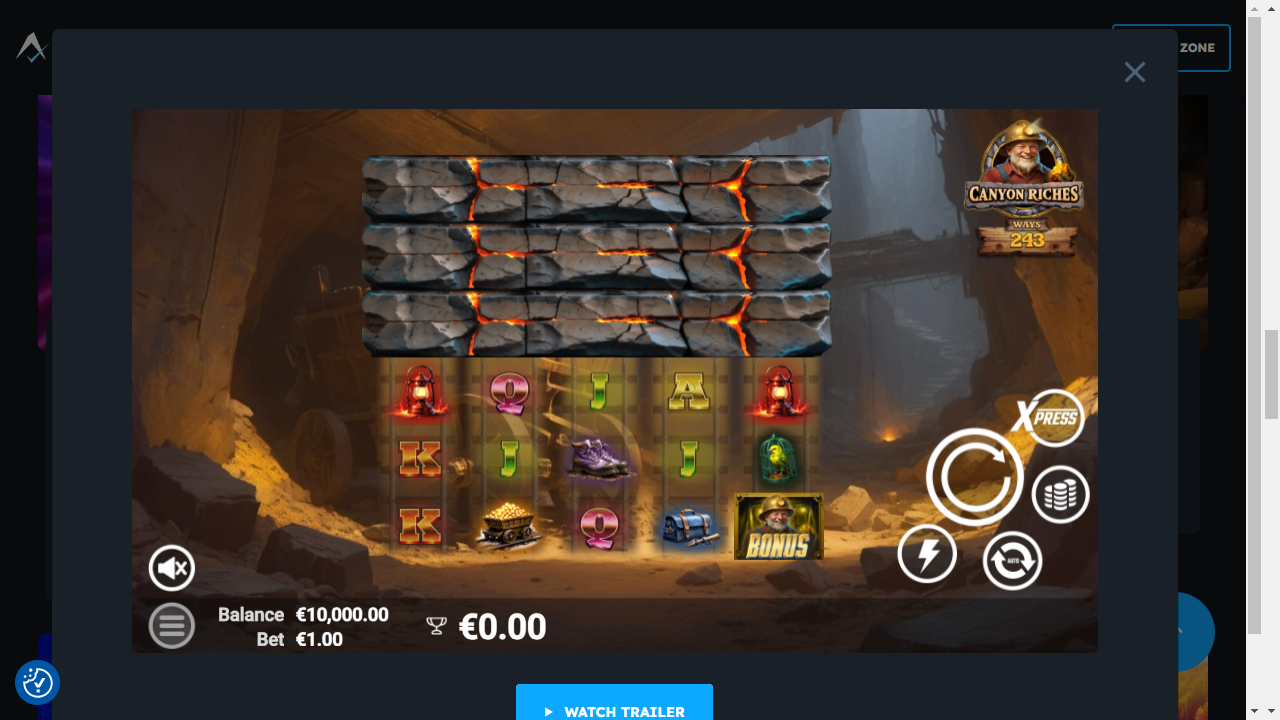 ZONE
CANYON RICHES
WAYS
243
Q
J
A
K
J
J
K
Q
BONUS
XPRESS
AUTO
Balance €10,000.00
Bet €1.00
€0.00
WATCH TRAILER